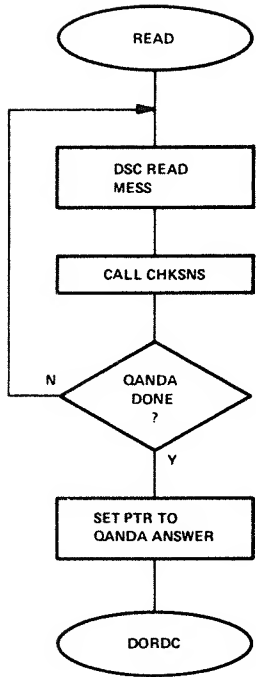 READ
DSC READ
MESS
CALL CHKSNS
QANDA
DONE
?
N
Y
SET PTR TO
QANDA ANSWER
DORDC